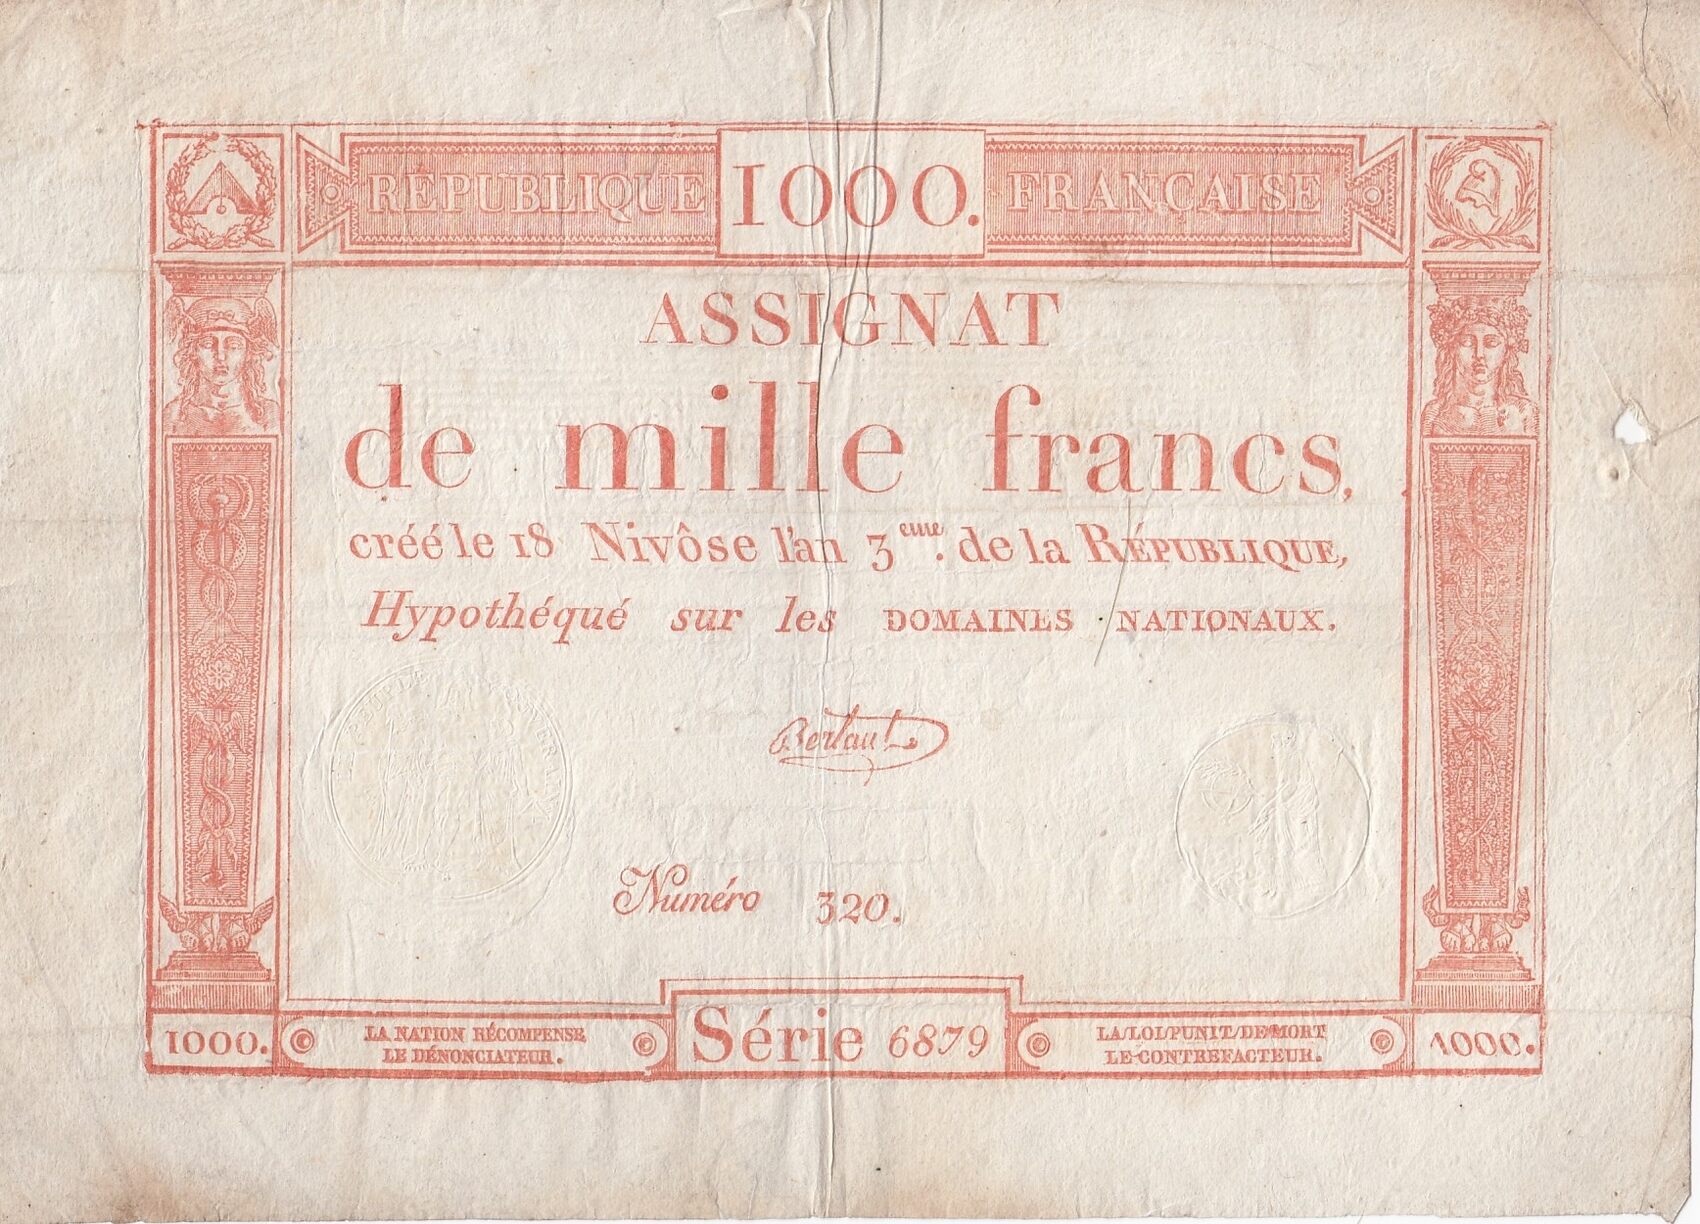 RÉPUBLIQUE 1000. FRANÇAISE
ASSIGNAT
de mille francs,
créé le 18 Nivôse l'an 3eme. de la RÉPUBLIQUE,
Hypothéqué sur les DOMAINES NATIONAUX.
Bertaut
Numéro 320.
1000.
LA NATION RÉCOMPENSE
LE DÉNONCIATEUR.
Série 6879
LA LOI PUNIT DE MORT
LE CONTREFACTEUR.
1000.